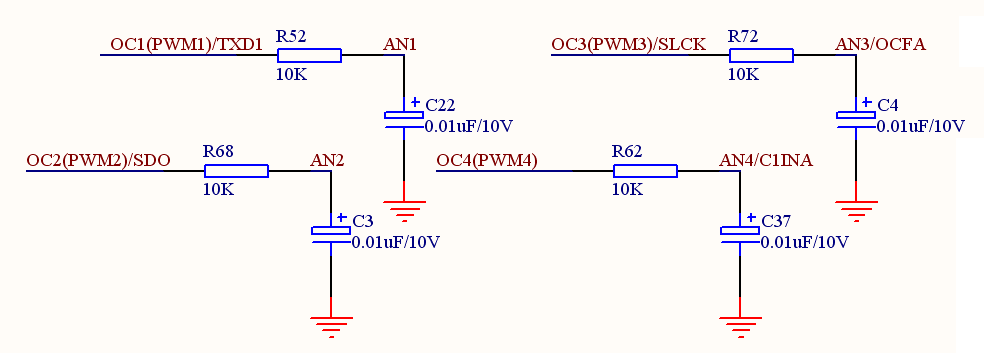 OC1(PWM1)/TXD1
R52
10K
AN1
+
C22
0.01uF/10V
OC3(PWM3)/SLCK
R72
10K
AN3/OCFA
+
C4
0.01uF/10V
OC2(PWM2)/SDO
R68
10K
AN2
+
C3
0.01uF/10V
OC4(PWM4)
R62
10K
AN4/C1INA
+
C37
0.01uF/10V